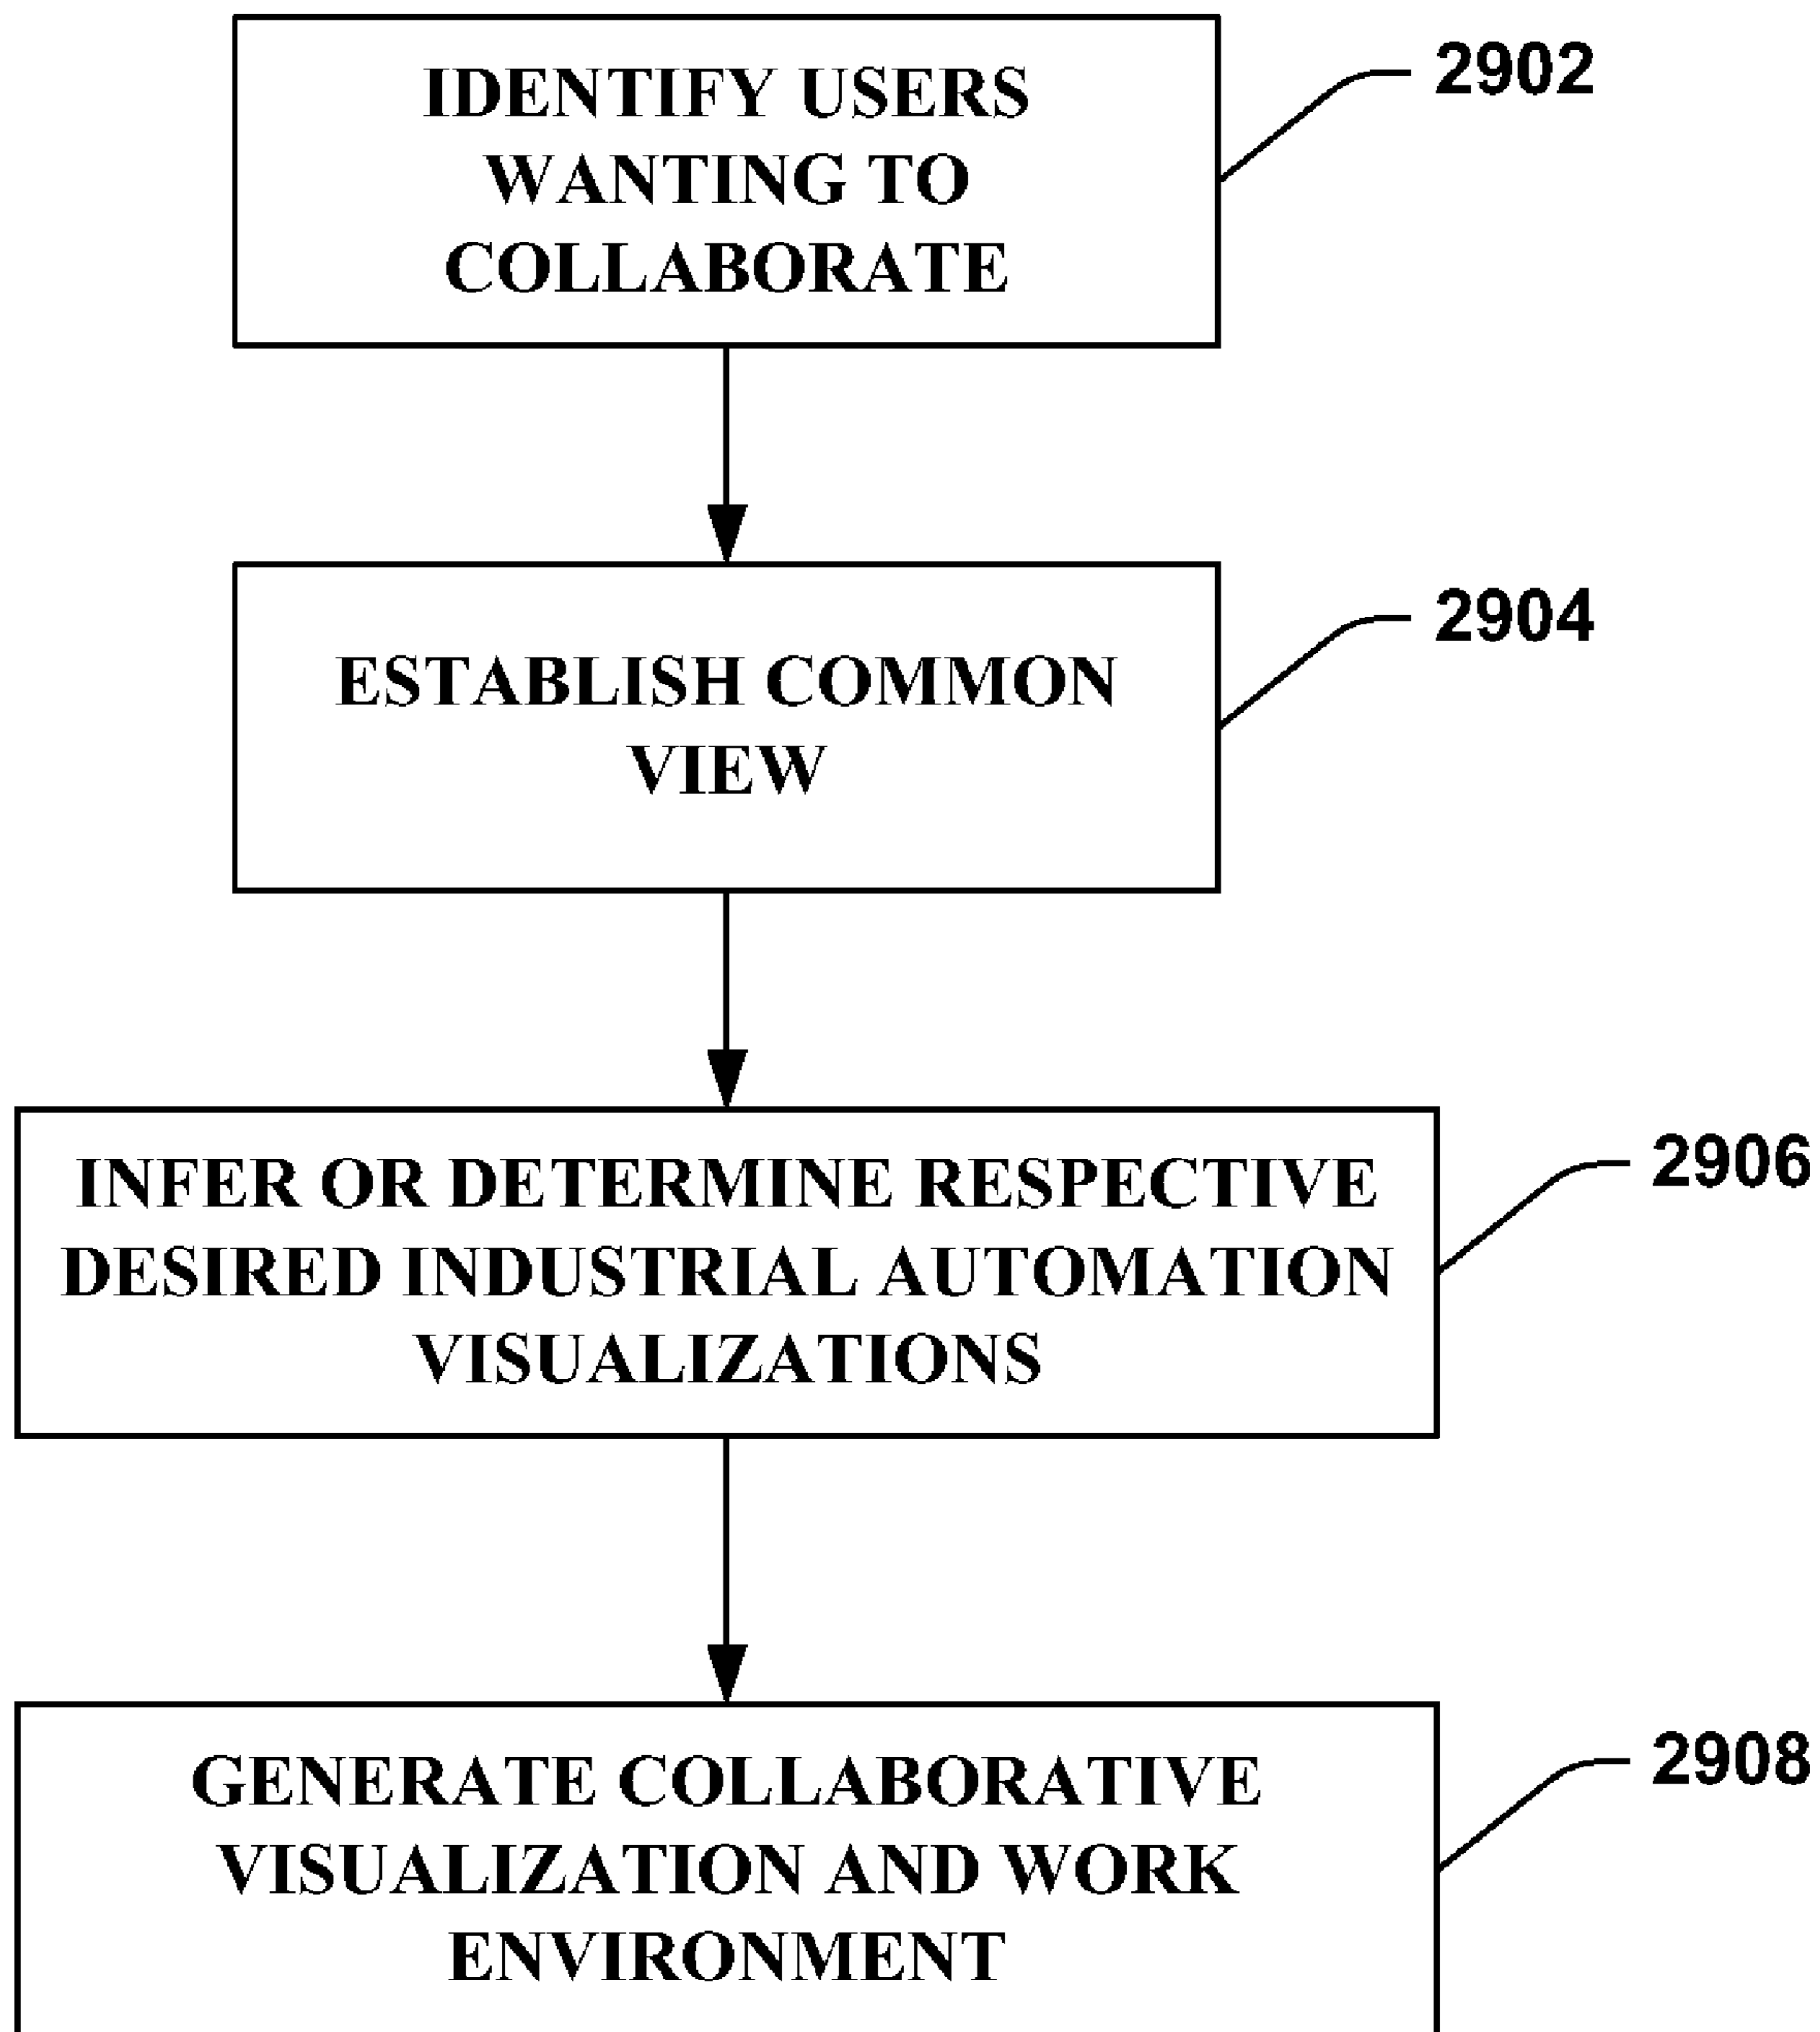 IDENTIFY USERS
WANTING TO
COLLABORATE
2902
ESTABLISH COMMON
VIEW
2904
INFER OR DETERMINE RESPECTIVE
DESIRED INDUSTRIAL AUTOMATION
VISUALIZATIONS
2906
GENERATE COLLABORATIVE
VISUALIZATION AND WORK
ENVIRONMENT
2908